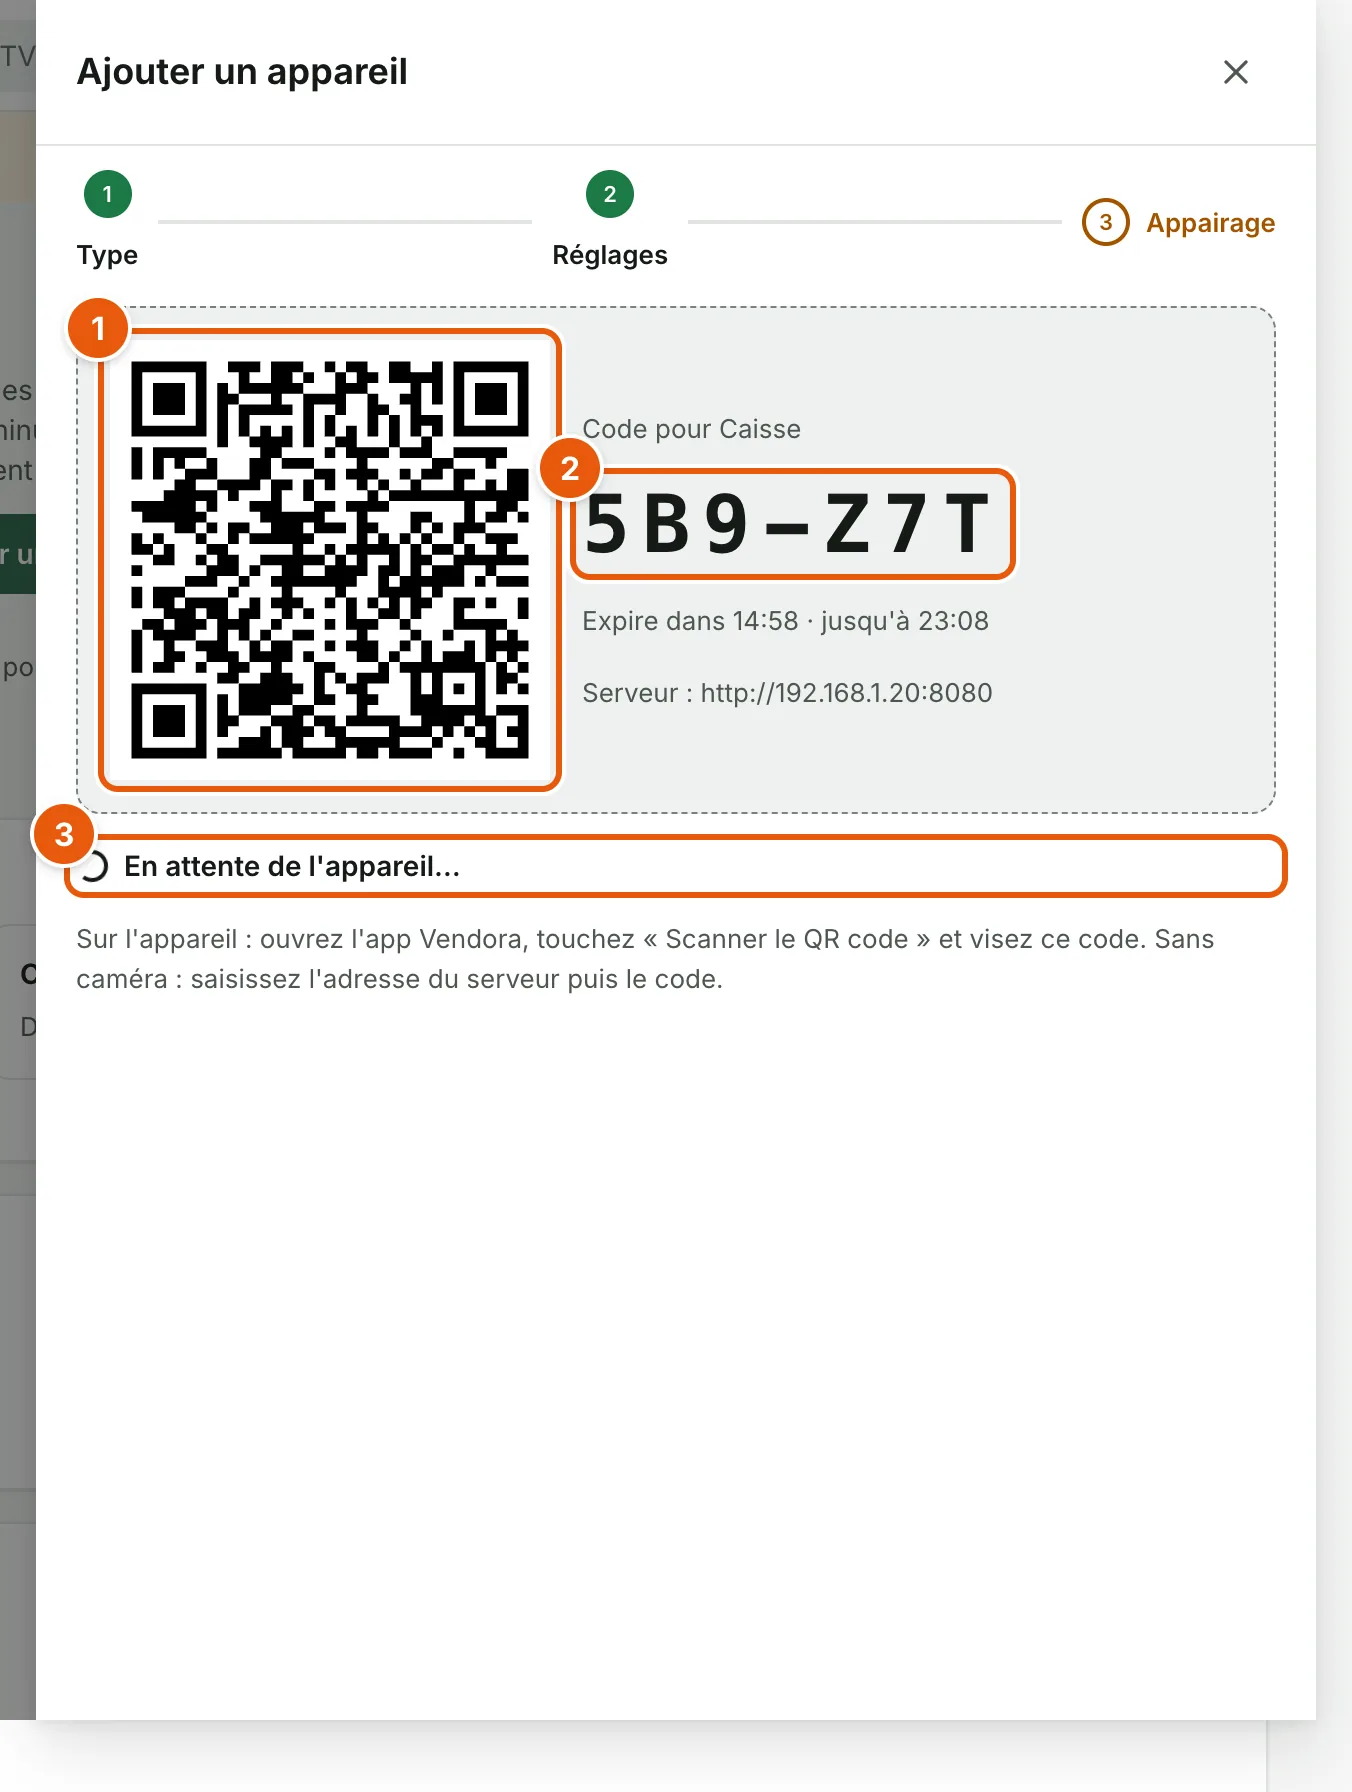 TV
Ajouter un appareil
1
Type
2
Réglages
3 Appairage
1
2
Code pour Caisse
5B9-Z7T
Expire dans 14:58 · jusqu'à 23:08
Serveur : http://192.168.1.20:8080
3
En attente de l'appareil...
Sur l'appareil : ouvrez l'app Vendora, touchez « Scanner le QR code » et visez ce code. Sans
caméra : saisissez l'adresse du serveur puis le code.